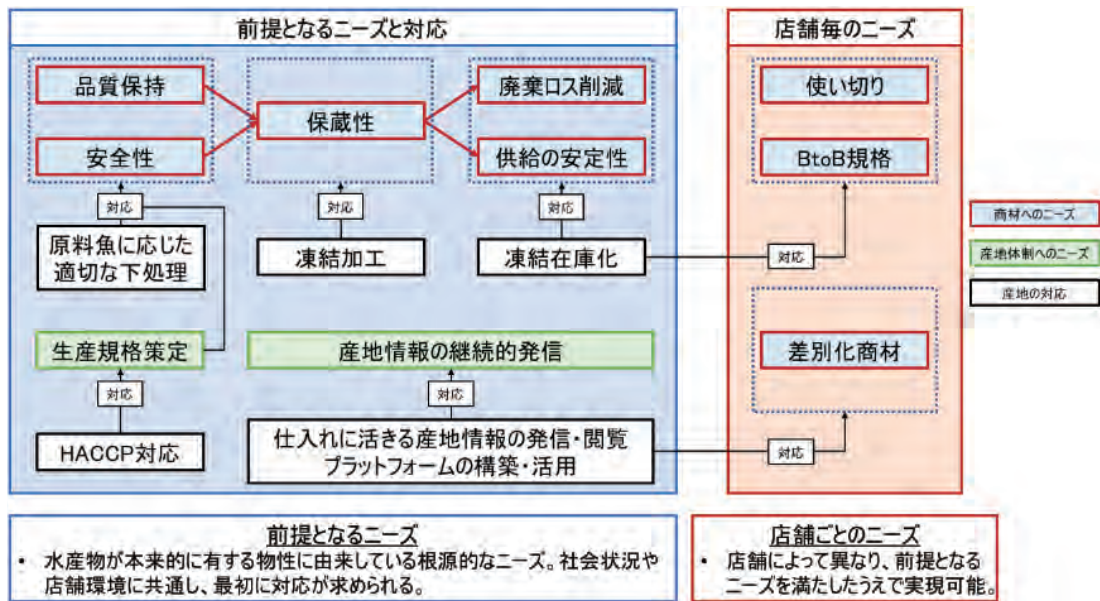 前提となるニーズと対応
店舗毎のニーズ
品質保持
廃棄ロス削減
使い切り
保蔵性
安全性
供給の安定性
BtoB規格
対応
対応
対応
原料魚に応じた
適切な下処理
凍結加工
凍結在庫化
対応
商材へのニーズ
産地体制へのニーズ
産地の対応
生産規格策定
産地情報の継続的発信
差別化商材
対応
対応
HACCP対応
仕入れに活きる産地情報の発信・閲覧
プラットフォームの構築・活用
対応
前提となるニーズ
• 水産物が本来的に有する物性に由来している根源的なニーズ。社会状況や
店舗環境に共通し、最初に対応が求められる。
店舗ごとのニーズ
• 店舗によって異なり、前提となる
ニーズを満たしたうえで実現可能。